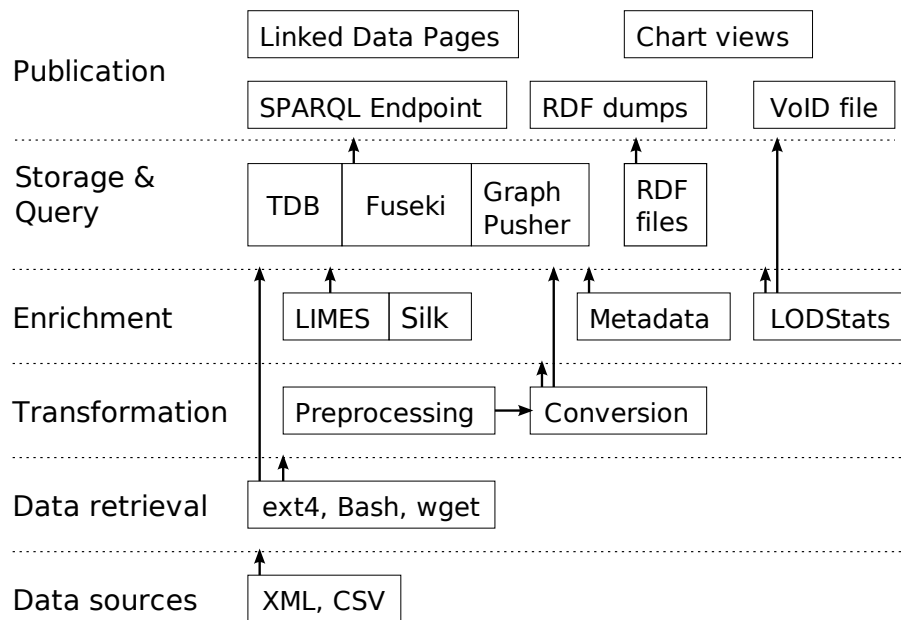 Linked Data Pages
Chart views
Publication
SPARQL Endpoint
RDF dumps
VoID file
Storage &
Query
TDB
Fuseki
Graph
Pusher
RDF
files
Enrichment
LIMES
Silk
Metadata
LODStats
Transformation
Preprocessing
Conversion
Data retrieval
ext4, Bash, wget
Data sources
XML, CSV